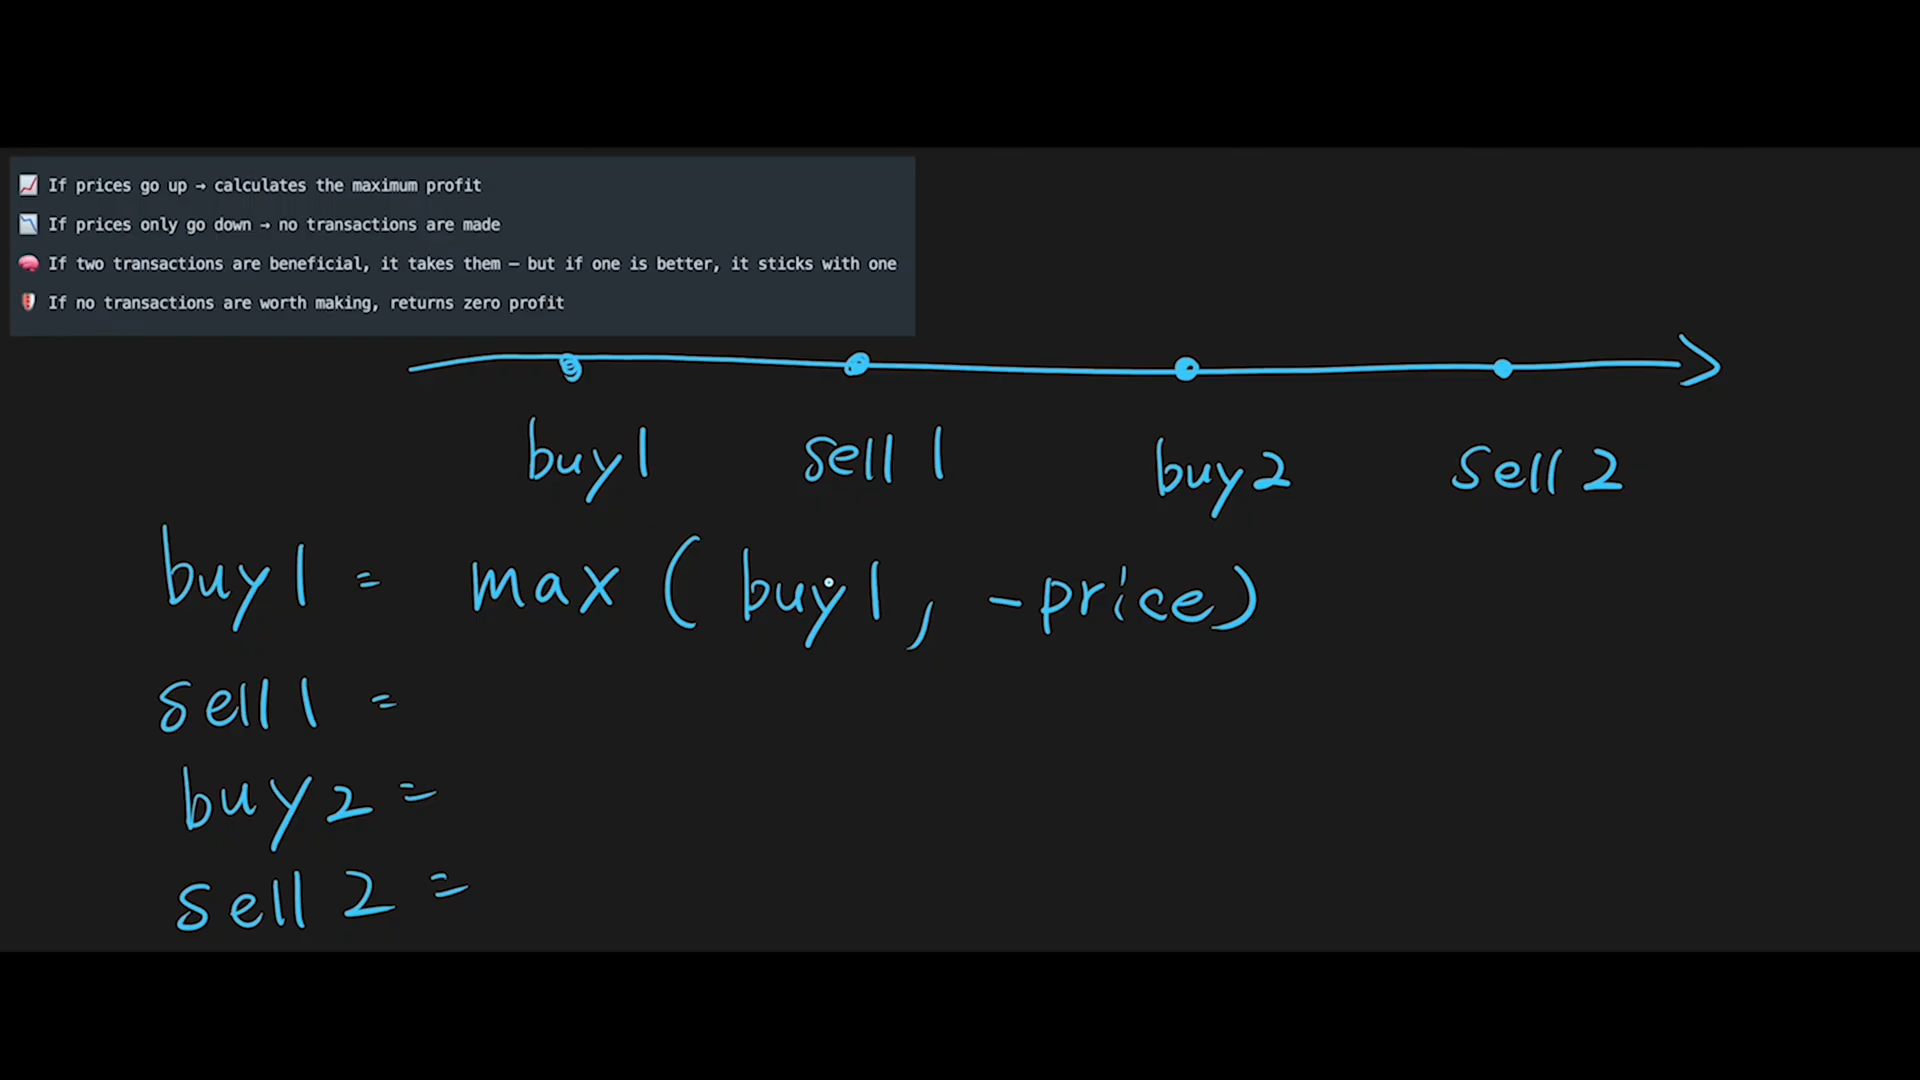 📈 If prices go up → calculates the maximum profit
📉 If prices only go down → no transactions are made
🧠 If two transactions are beneficial, it takes them — but if one is better, it sticks with one
If no transactions are worth making, returns zero profit
buy1 sell 1 buy2 sell 2
buy1 = max ( buy1, -price)
sell1 =
buy2 =
sell 2 =